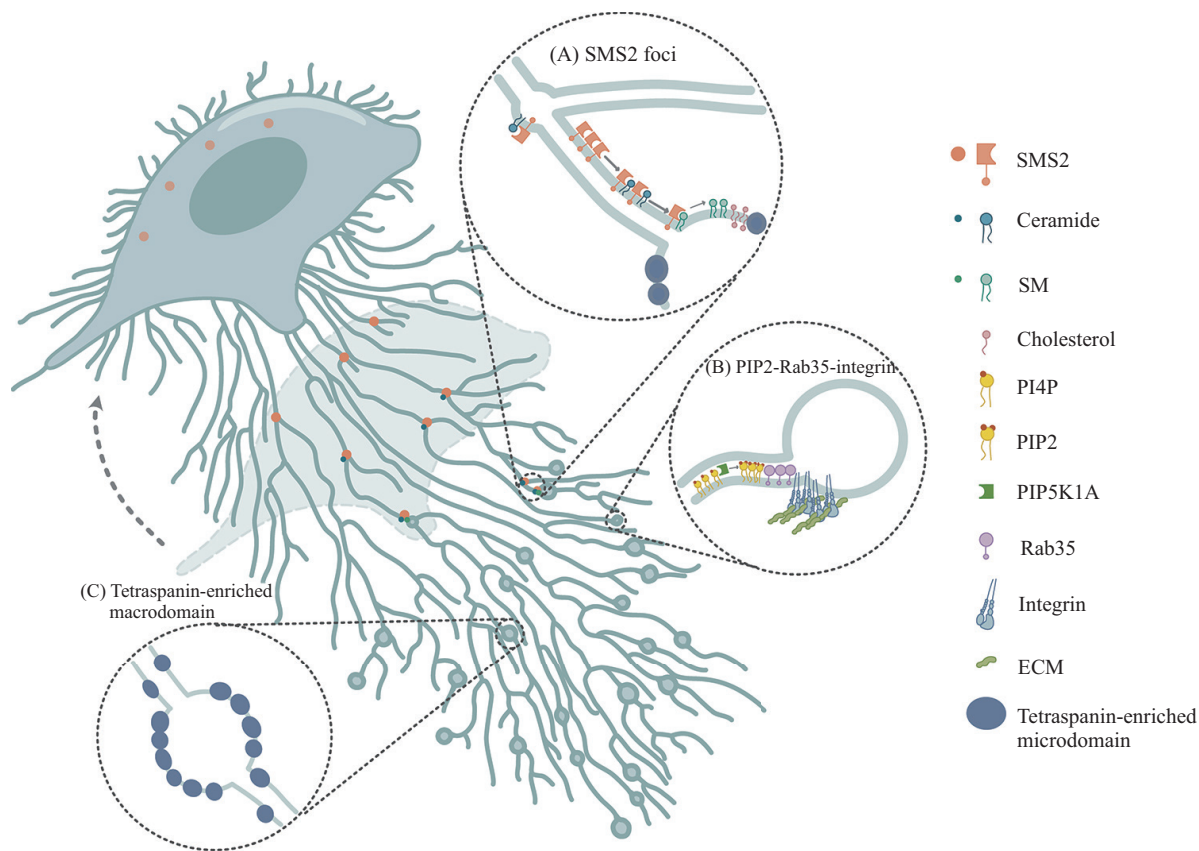 (A) SMS2 foci
SMS2
Ceramide
SM
Cholesterol
(B) PIP2-Rab35-integrin
PI4P
PIP2
PIP5K1A
Rab35
(C) Tetraspanin-enriched
macrodomain
Integrin
ECM
Tetraspanin-enriched
microdomain